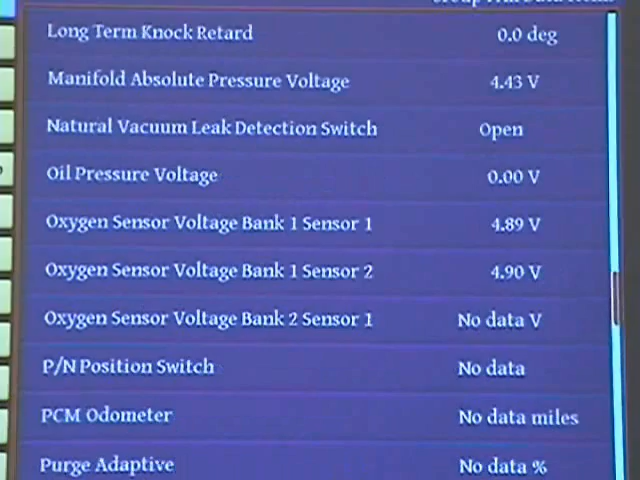 Long Term Knock Retard 0.0 deg
Manifold Absolute Pressure Voltage 4.43 V
Natural Vacuum Leak Detection Switch Open
Oil Pressure Voltage 0.00 V
Oxygen Sensor Voltage Bank 1 Sensor 1 4.89 V
Oxygen Sensor Voltage Bank 1 Sensor 2 4.90 V
Oxygen Sensor Voltage Bank 2 Sensor 1 No data V
P/N Position Switch No data
PCM Odometer No data miles
Purge Adaptive No data %